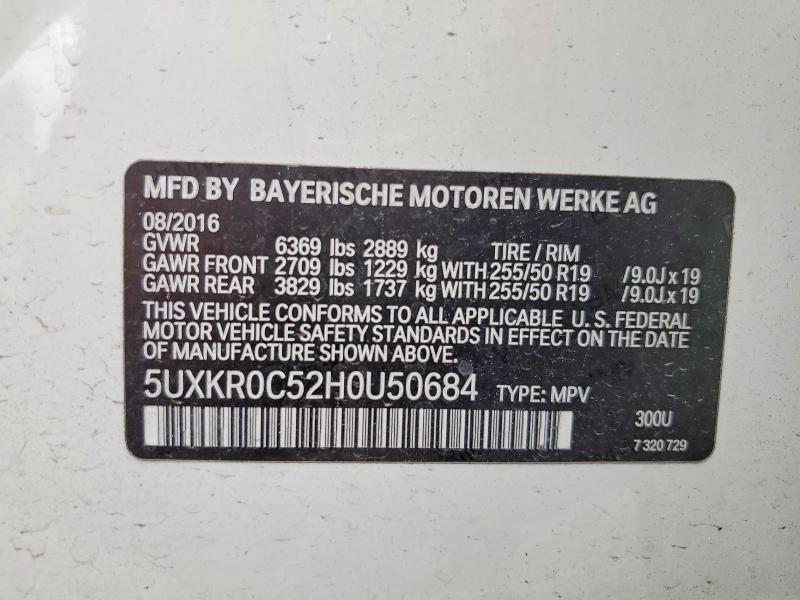 MFD BY BAYERISCHE MOTOREN WERKE AG
08/2016
GVWR 6369 lbs 2889 kg TIRE / RIM
GAWR FRONT 2709 lbs 1229 kg WITH 255/50 R19 /9.0J x 19
GAWR REAR 3829 lbs 1737 kg WITH 255/50 R19 /9.0J x 19
THIS VEHICLE CONFORMS TO ALL APPLICABLE U. S. FEDERAL
MOTOR VEHICLE SAFETY STANDARDS IN EFFECT ON THE DATE
OF MANUFACTURE SHOWN ABOVE.
5UXKR0C52H0U50684 TYPE: MPV
300U
7 320 729